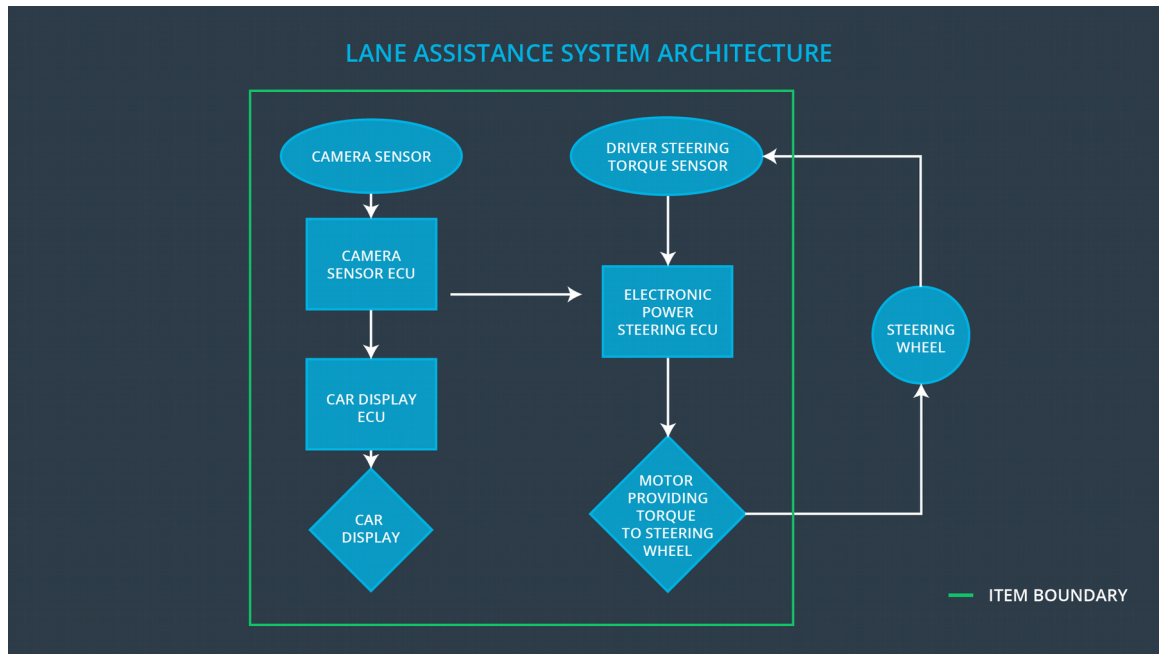 LANE ASSISTANCE SYSTEM ARCHITECTURE
CAMERA SENSOR
DRIVER STEERING
TORQUE SENSOR
CAMERA
SENSOR ECU
ELECTRONIC
POWER
STEERING ECU
STEERING
WHEEL
CAR DISPLAY
ECU
CAR
DISPLAY
MOTOR
PROVIDING
TORQUE
TO STEERING
WHEEL
ITEM BOUNDARY